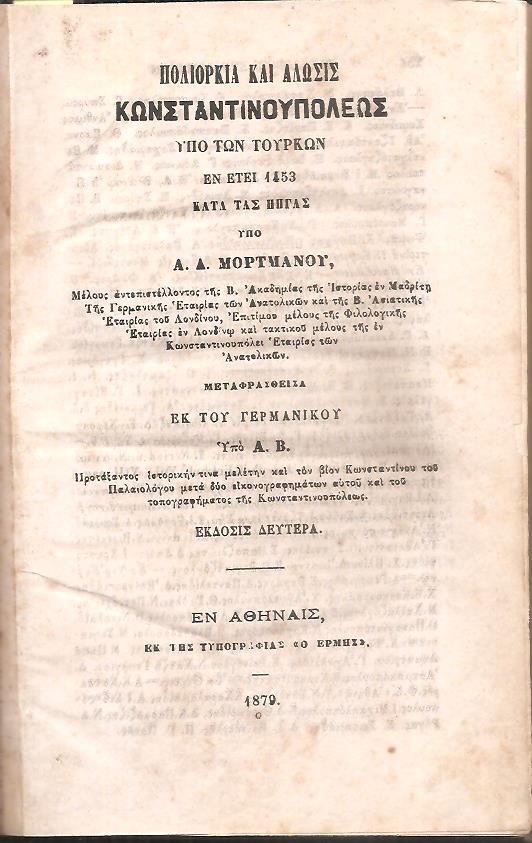 ΠΟΛΙΟΡΚΙΑ ΚΑΙ ΑΛΩΣΙΣ
ΚΩΝΣΤΑΝΤΙΝΟΥΠΟΛΕΩΣ
ΥΠΟ ΤΩΝ ΤΟΥΡΚΩΝ
ΕΝ ΕΤΕΙ 1453
ΚΑΤΑ ΤΑΣ ΠΗΓΑΣ
ΥΠΟ
Α. Δ. ΜΟΡΤΜΑΝΟΥ,
Μέλους ἀντεπιστέλλοντος τῆς Β. Ἀκαδημίας τῆς Ἱστορίας ἐν Μαδρίτῃ
Τῆς Γερμανικῆς Ἑταιρίας τῶν Ἀνατολικῶν καὶ τῆς Β. Ἀσιατικῆς
Ἑταιρίας τοῦ Λονδίνου, Ἐπιτίμου μέλους τῆς Φιλολογικῆς
Ἑταιρίας ἐν Λονδίνῳ καὶ τακτικοῦ μέλους τῆς ἐν
Κωνσταντινουπόλει Ἑταιρίας τῶν
Ἀνατολικῶν.
ΜΕΤΑΦΡΑΣΘΕΙΣΑ
ΕΚ ΤΟΥ ΓΕΡΜΑΝΙΚΟΥ
Ὑπὸ Α. Β.
Προτάξαντος ἱστορικήν τινα μελέτην καὶ τὸν βίον Κωνσταντίνου τοῦ
Παλαιολόγου μετὰ δύο εἰκονογραφημάτων αὐτοῦ καὶ τοῦ
τοπογραφήματος τῆς Κωνσταντινουπόλεως.
ΕΚΔΟΣΙΣ ΔΕΥΤΕΡΑ.
ΕΝ ΑΘΗΝΑΙΣ,
ΕΚ ΤΗΣ ΤΥΠΟΓΡΑΦΙΑΣ «Ο ΕΡΜΗΣ».
1879.